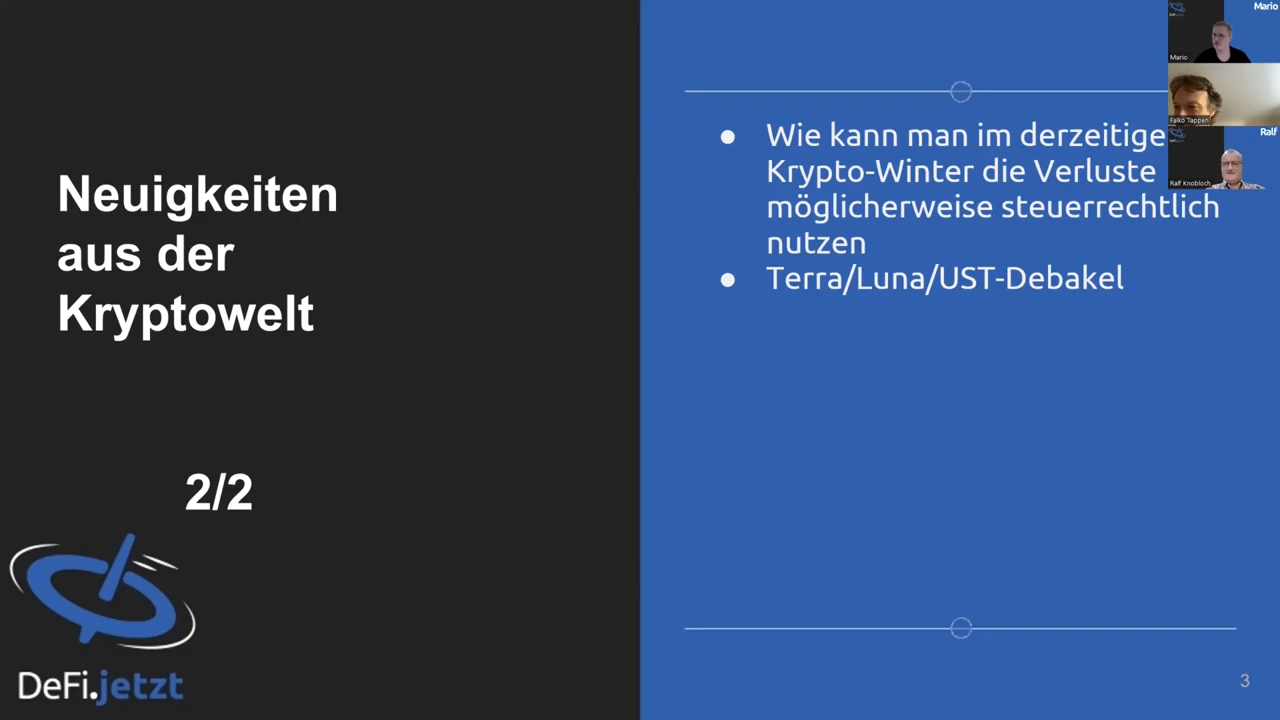 Neuigkeiten
aus der
Kryptowelt
2/2
DeFi.jetzt
● Wie kann man im derzeitige
Krypto-Winter die Verluste
möglicherweise steuerrechtlich
nutzen
● Terra/Luna/UST-Debakel
3
Mario
Mario
Falko Tappen
Ralf
Ralf Knobloch